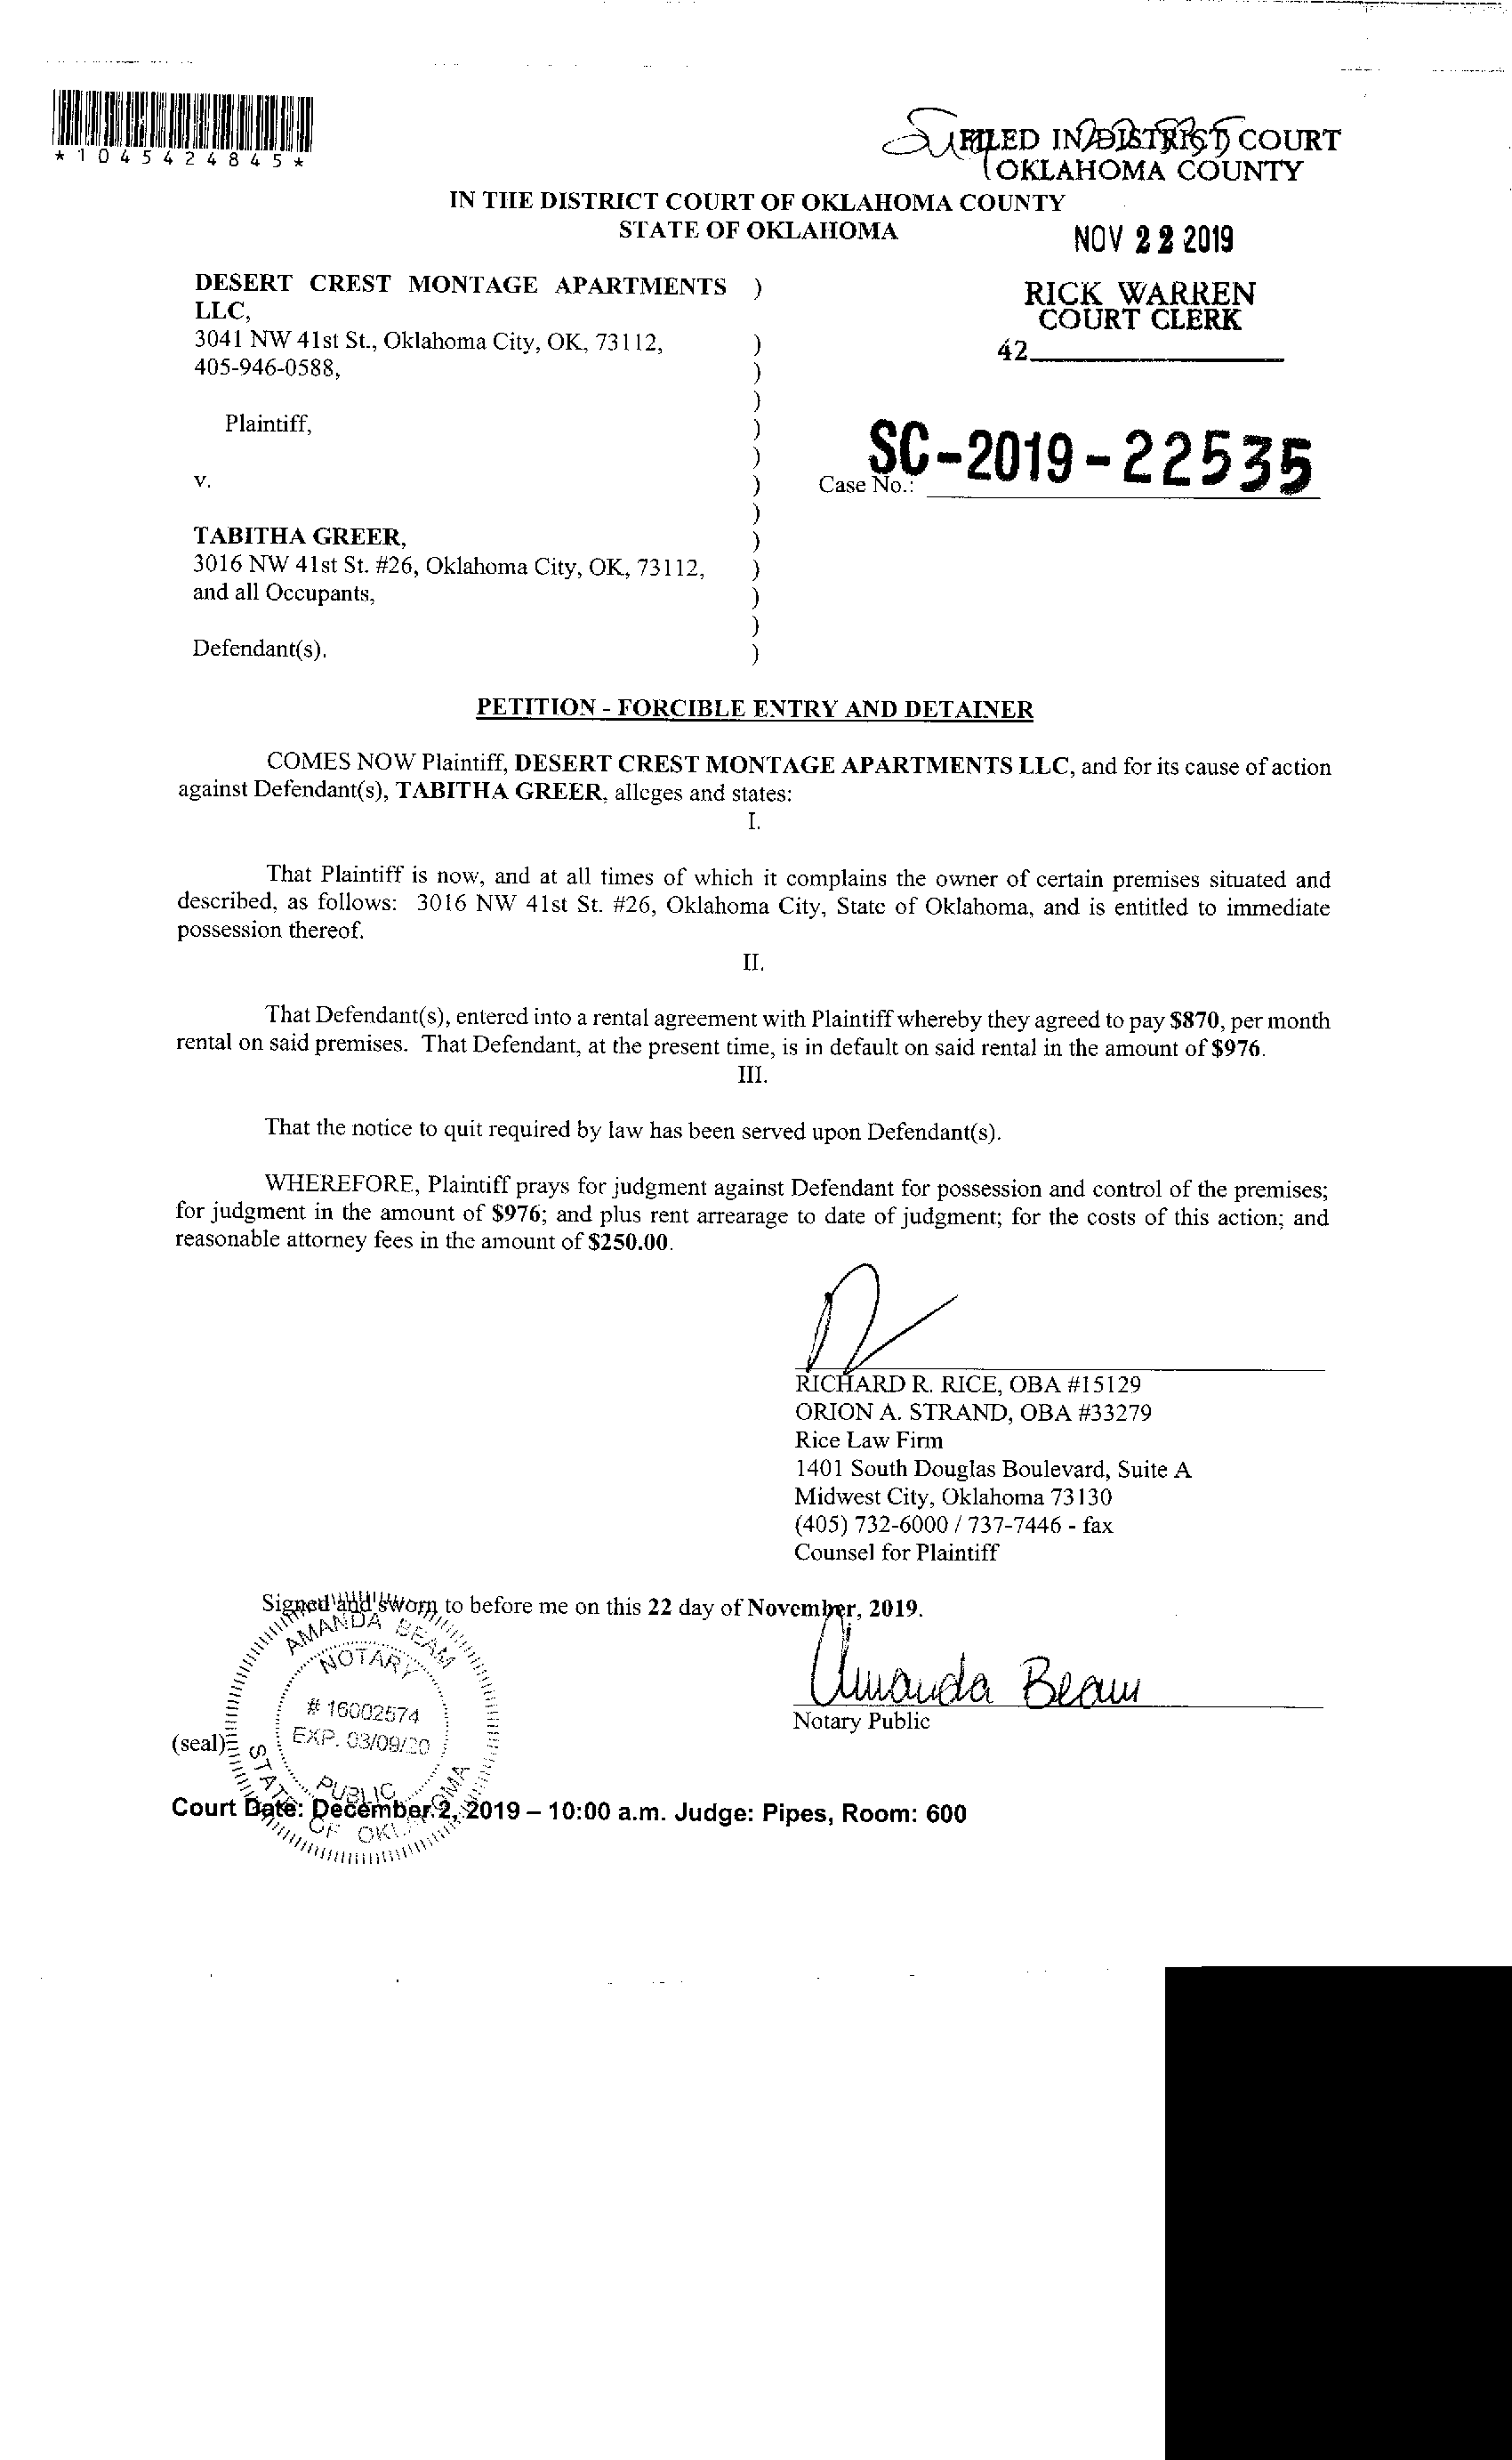 *1045424845*
FILED IN DISTRICT COURT
OKLAHOMA COUNTY
IN THE DISTRICT COURT OF OKLAHOMA COUNTY
STATE OF OKLAHOMA
NOV 22 2019
RICK WARREN
COURT CLERK
42
DESERT CREST MONTAGE APARTMENTS )
LLC,
3041 NW 41st St., Oklahoma City, OK, 73112, )
405-946-0588, )
)
Plaintiff, )
)
v. )
Case No.: SC-2019-22535
)
TABITHA GREER, )
3016 NW 41st St. #26, Oklahoma City, OK, 73112, )
and all Occupants, )
)
Defendant(s). )
PETITION - FORCIBLE ENTRY AND DETAINER
COMES NOW Plaintiff, DESERT CREST MONTAGE APARTMENTS LLC, and for its cause of action
against Defendant(s), TABITHA GREER, alleges and states:
I.
That Plaintiff is now, and at all times of which it complains the owner of certain premises situated and
described, as follows: 3016 NW 41st St. #26, Oklahoma City, State of Oklahoma, and is entitled to immediate
possession thereof.
II.
That Defendant(s), entered into a rental agreement with Plaintiff whereby they agreed to pay $870, per month
rental on said premises. That Defendant, at the present time, is in default on said rental in the amount of $976.
III.
That the notice to quit required by law has been served upon Defendant(s).
WHEREFORE, Plaintiff prays for judgment against Defendant for possession and control of the premises;
for judgment in the amount of $976; and plus rent arrearage to date of judgment; for the costs of this action; and
reasonable attorney fees in the amount of $250.00.
RICHARD R. RICE, OBA #15129
ORION A. STRAND, OBA #33279
Rice Law Firm
1401 South Douglas Boulevard, Suite A
Midwest City, Oklahoma 73130
(405) 732-6000 / 737-7446 - fax
Counsel for Plaintiff
Signed and sworn to before me on this 22 day of November, 2019.
AMANDA BEAM
NOTARY
# 16002574
EXP. 03/09/20
PUBLIC
STATE OF OKLAHOMA
Amanda Beam
Notary Public
(seal)
Court Date: December 2, 2019 – 10:00 a.m. Judge: Pipes, Room: 600